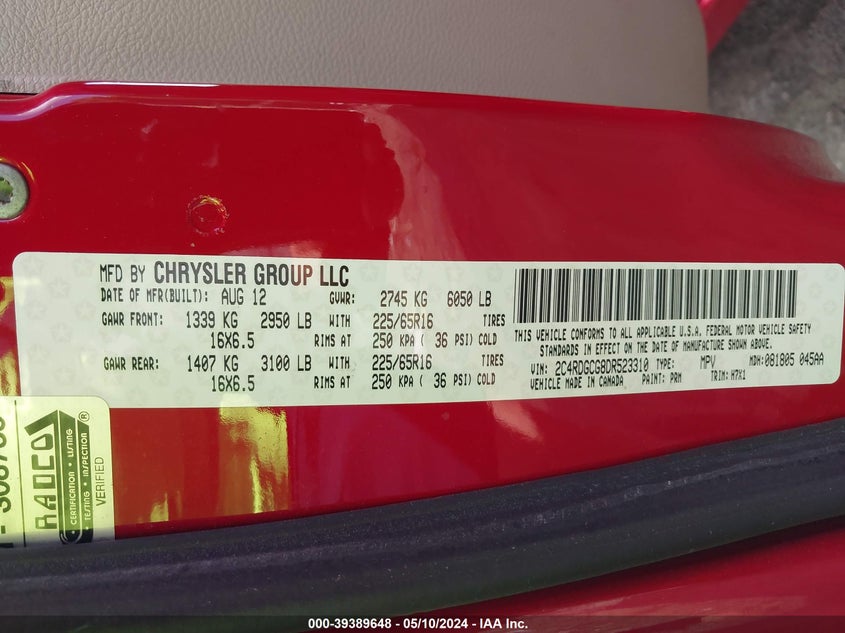 MFD BY CHRYSLER GROUP LLC
DATE OF MFR(BUILT): AUG 12 GVWR: 2745 KG 6050 LB
GAWR FRONT: 1339 KG 2950 LB WITH 225/65R16 TIRES
16X6.5 RIMS AT 250 KPA ( 36 PSI) COLD
GAWR REAR: 1407 KG 3100 LB WITH 225/65R16 TIRES
16X6.5 RIMS AT 250 KPA ( 36 PSI) COLD
THIS VEHICLE CONFORMS TO ALL APPLICABLE U.S.A. FEDERAL MOTOR VEHICLE SAFETY
STANDARDS IN EFFECT ON THE DATE OF MANUFACTURE SHOWN ABOVE.
VIN: 2C4RDGCG8DR523310 TYPE: MPV MDH: 081805 045AA
VEHICLE MADE IN CANADA PAINT: PRM TRIM: H7X1
RADCO ®
CERTIFICATION • LISTING
TESTING • INSPECTION
VERIFIED
000-39389648 - 05/10/2024 - © IAA Inc.